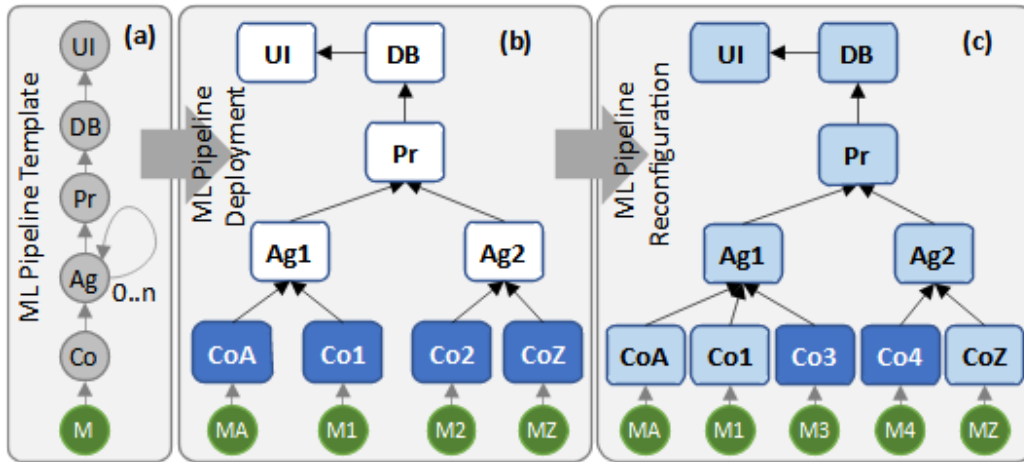 ML Pipeline Template
(a)
UI
DB
Pr
Ag
0..n
Co
M
ML Pipeline
Deployment
(b)
UI
DB
Pr
Ag1
Ag2
CoA
Co1
Co2
CoZ
MA
M1
M2
MZ
ML Pipeline
Reconfiguration
(c)
UI
DB
Pr
Ag1
Ag2
CoA
Co1
Co3
Co4
CoZ
MA
M1
M3
M4
MZ